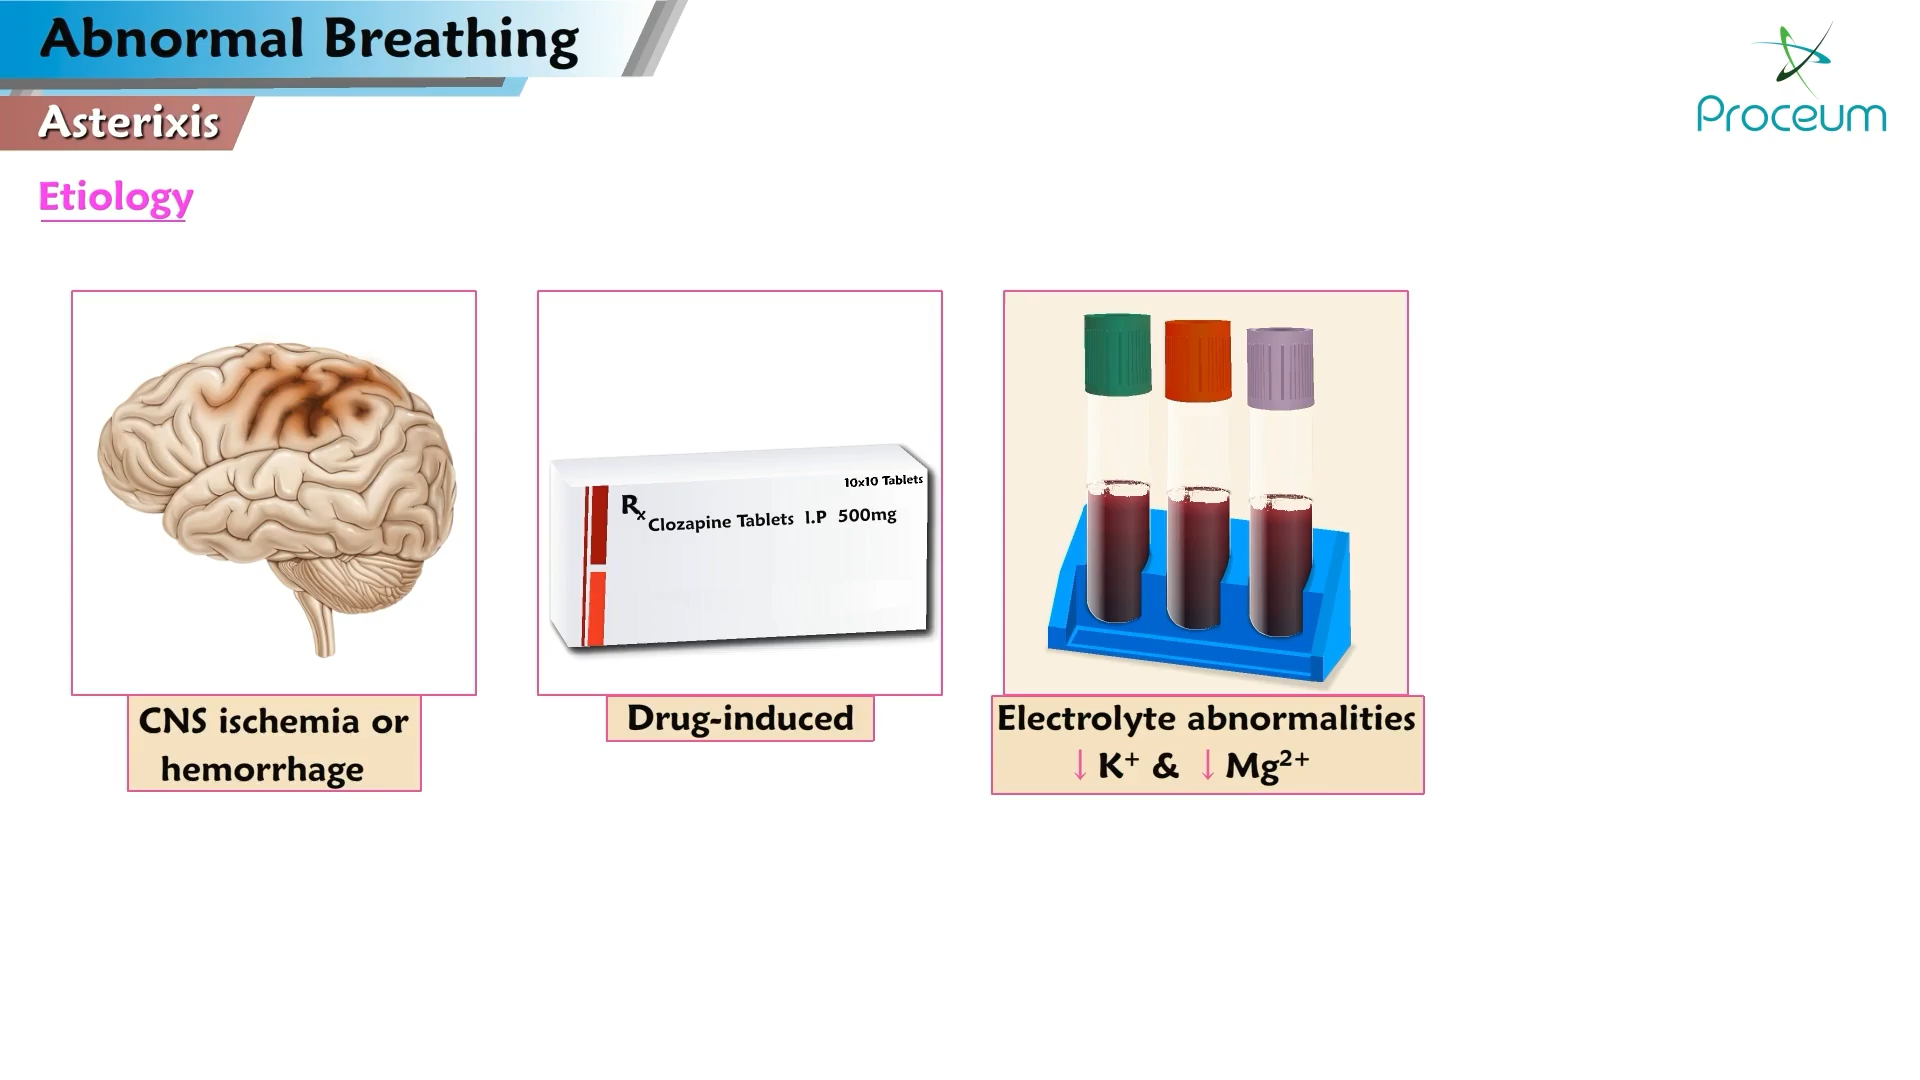 Abnormal Breathing
Asterixis
Proceum
Etiology
10x10 Tablets
Rx Clozapine Tablets I.P 500mg
CNS ischemia or
hemorrhage
Drug-induced
Electrolyte abnormalities
↓ K⁺ & ↓ Mg²⁺